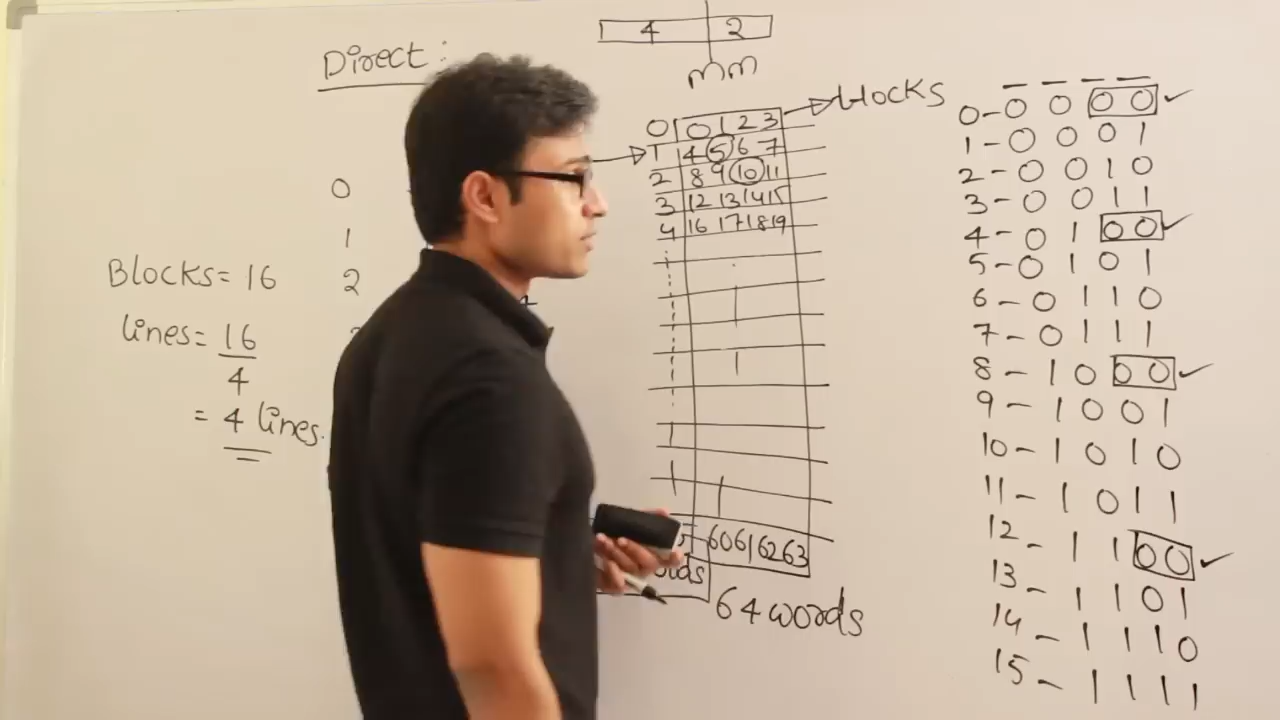 Direct :
4 2
mm
blocks
0 0 1 2 3
1 4 5 6 7
2 8 9 10 11
3 12 13 14 15
4 16 17 18 19
60 61 62 63
64 words
0
1
2
Blocks = 16
lines = 16
4
= 4 lines.
0 - 0 0 0 0 ✓
1 - 0 0 0 1
2 - 0 0 1 0
3 - 0 0 1 1
4 - 0 1 0 0 ✓
5 - 0 1 0 1
6 - 0 1 1 0
7 - 0 1 1 1
8 - 1 0 0 0 ✓
9 - 1 0 0 1
10 - 1 0 1 0
11 - 1 0 1 1
12 - 1 1 0 0 ✓
13 - 1 1 0 1
14 - 1 1 1 0
15 - 1 1 1 1